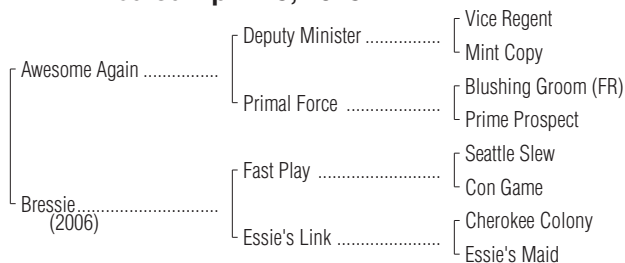 Vice Regent
Deputy Minister ..................
Mint Copy
Awesome Again ................
Blushing Groom (FR)
Primal Force ......................
Prime Prospect
Seattle Slew
Fast Play ............................
Con Game
Bressie.................................
(2006)
Cherokee Colony
Essie's Link ........................
Essie's Maid